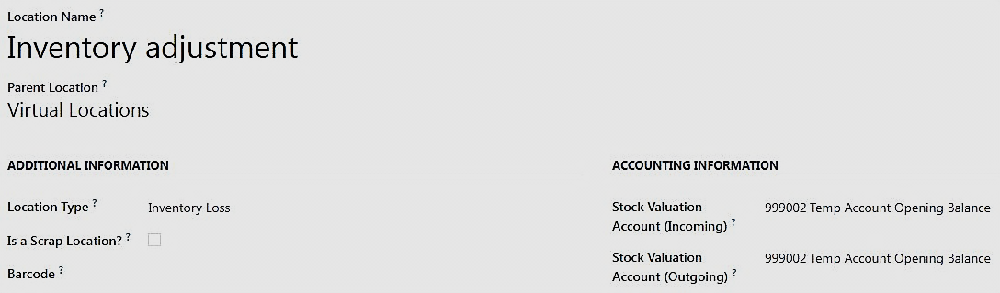 Location Name ?
Inventory adjustment
Parent Location ?
Virtual Locations
ADDITIONAL INFORMATION
Location Type ? Inventory Loss
Is a Scrap Location? ?
Barcode ?
ACCOUNTING INFORMATION
Stock Valuation
Account (Incoming) ? 999002 Temp Account Opening Balance
Stock Valuation
Account (Outgoing) ? 999002 Temp Account Opening Balance